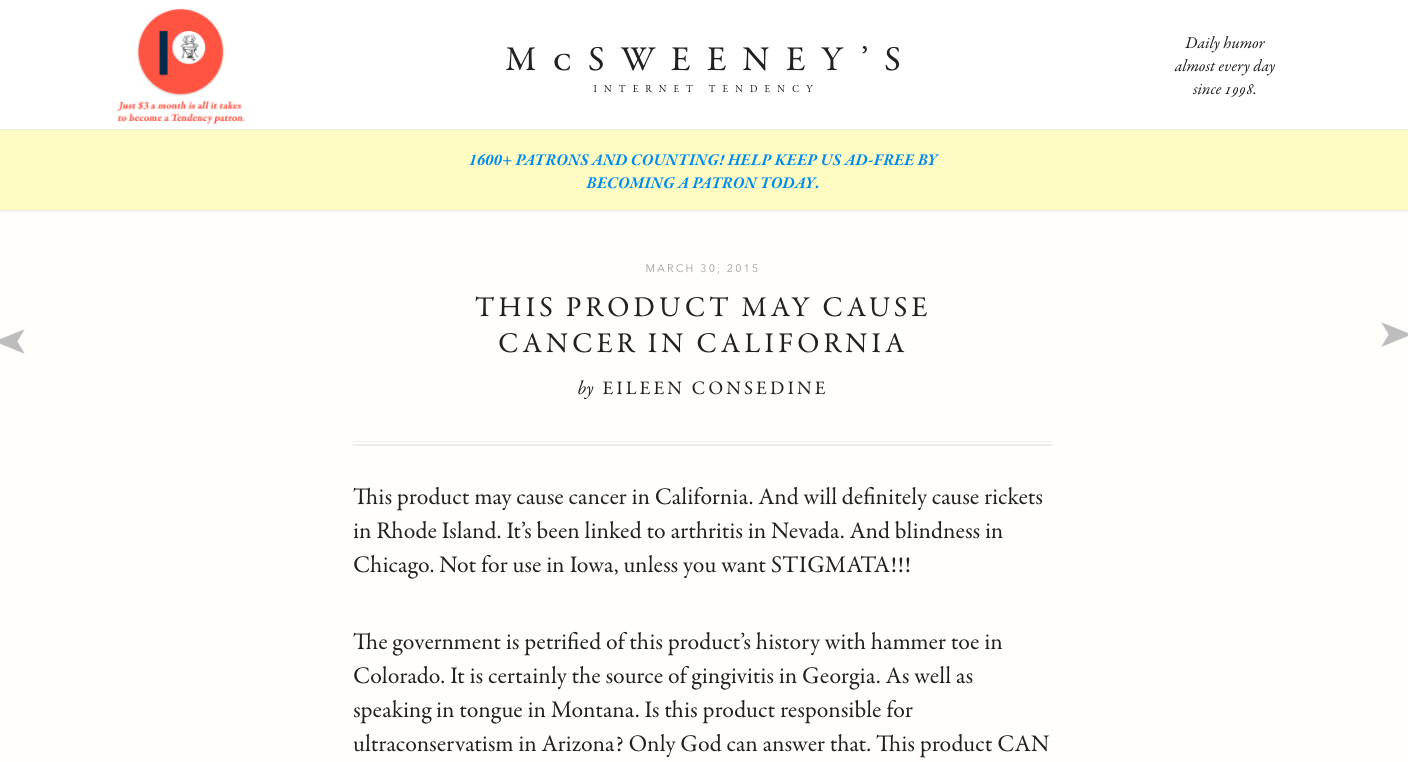 Just $3 a month is all it takes
to become a Tendency patron.
McSWEENEY’S
INTERNET TENDENCY
Daily humor
almost every day
since 1998.
1600+ PATRONS AND COUNTING! HELP KEEP US AD-FREE BY
BECOMING A PATRON TODAY.
MARCH 30, 2015
THIS PRODUCT MAY CAUSE
CANCER IN CALIFORNIA
by EILEEN CONSEDINE
This product may cause cancer in California. And will definitely cause rickets
in Rhode Island. It’s been linked to arthritis in Nevada. And blindness in
Chicago. Not for use in Iowa, unless you want STIGMATA!!!
The government is petrified of this product’s history with hammer toe in
Colorado. It is certainly the source of gingivitis in Georgia. As well as
speaking in tongue in Montana. Is this product responsible for
ultraconservatism in Arizona? Only God can answer that. This product CAN